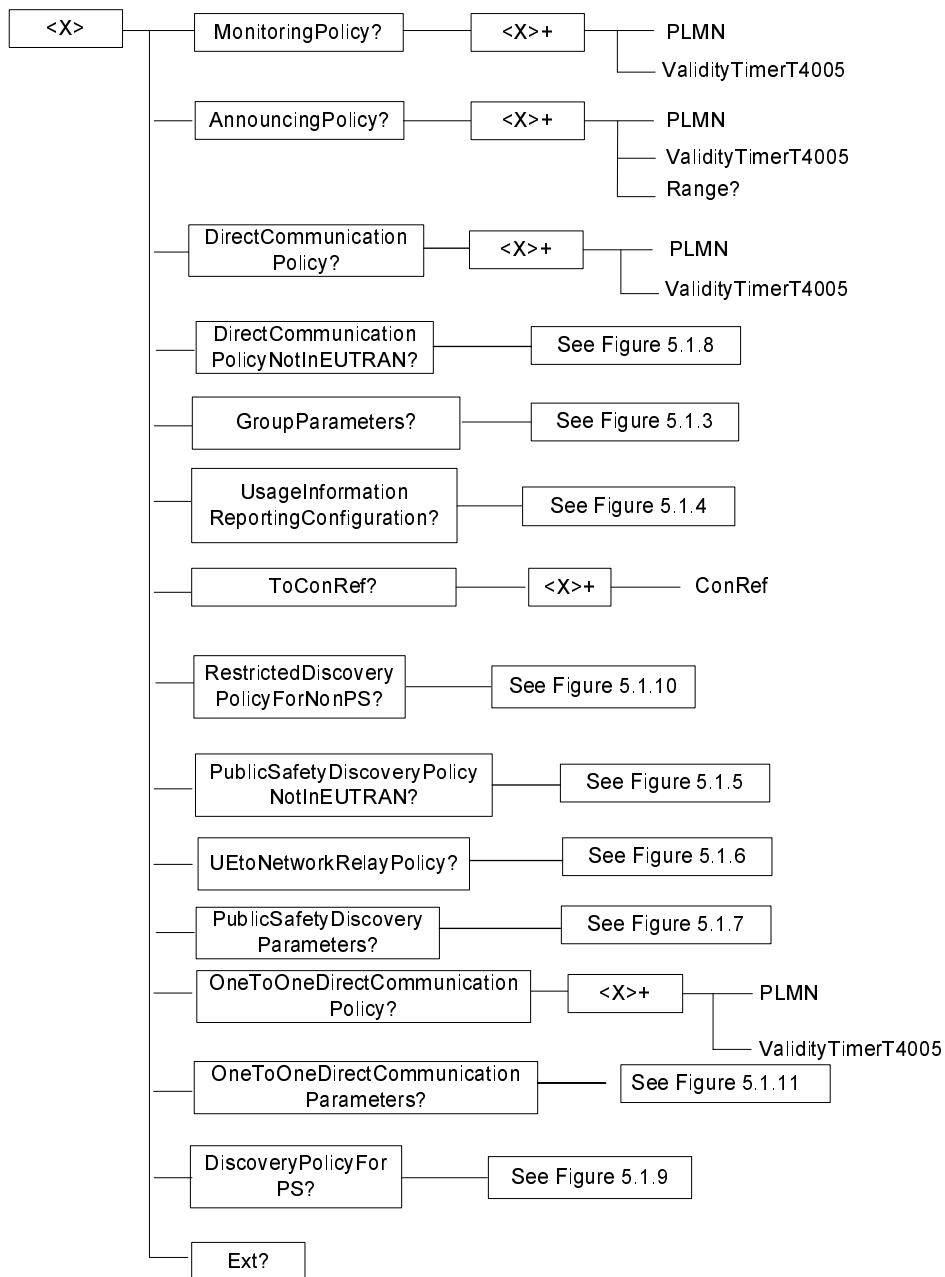 <X>
MonitoringPolicy?
<X>+
PLMN
ValidityTimerT4005
AnnouncingPolicy?
<X>+
PLMN
ValidityTimerT4005
Range?
DirectCommunication
Policy?
<X>+
PLMN
ValidityTimerT4005
DirectCommunication
PolicyNotInEUTRAN?
See Figure 5.1.8
GroupParameters?
See Figure 5.1.3
UsageInformation
ReportingConfiguration?
See Figure 5.1.4
ToConRef?
<X>+
ConRef
RestrictedDiscovery
PolicyForNonPS?
See Figure 5.1.10
PublicSafetyDiscoveryPolicy
NotInEUTRAN?
See Figure 5.1.5
UEtoNetworkRelayPolicy?
See Figure 5.1.6
PublicSafetyDiscovery
Parameters?
See Figure 5.1.7
OneToOneDirectCommunication
Policy?
<X>+
PLMN
ValidityTimerT4005
OneToOneDirectCommunication
Parameters?
See Figure 5.1.11
DiscoveryPolicyFor
PS?
See Figure 5.1.9
Ext?